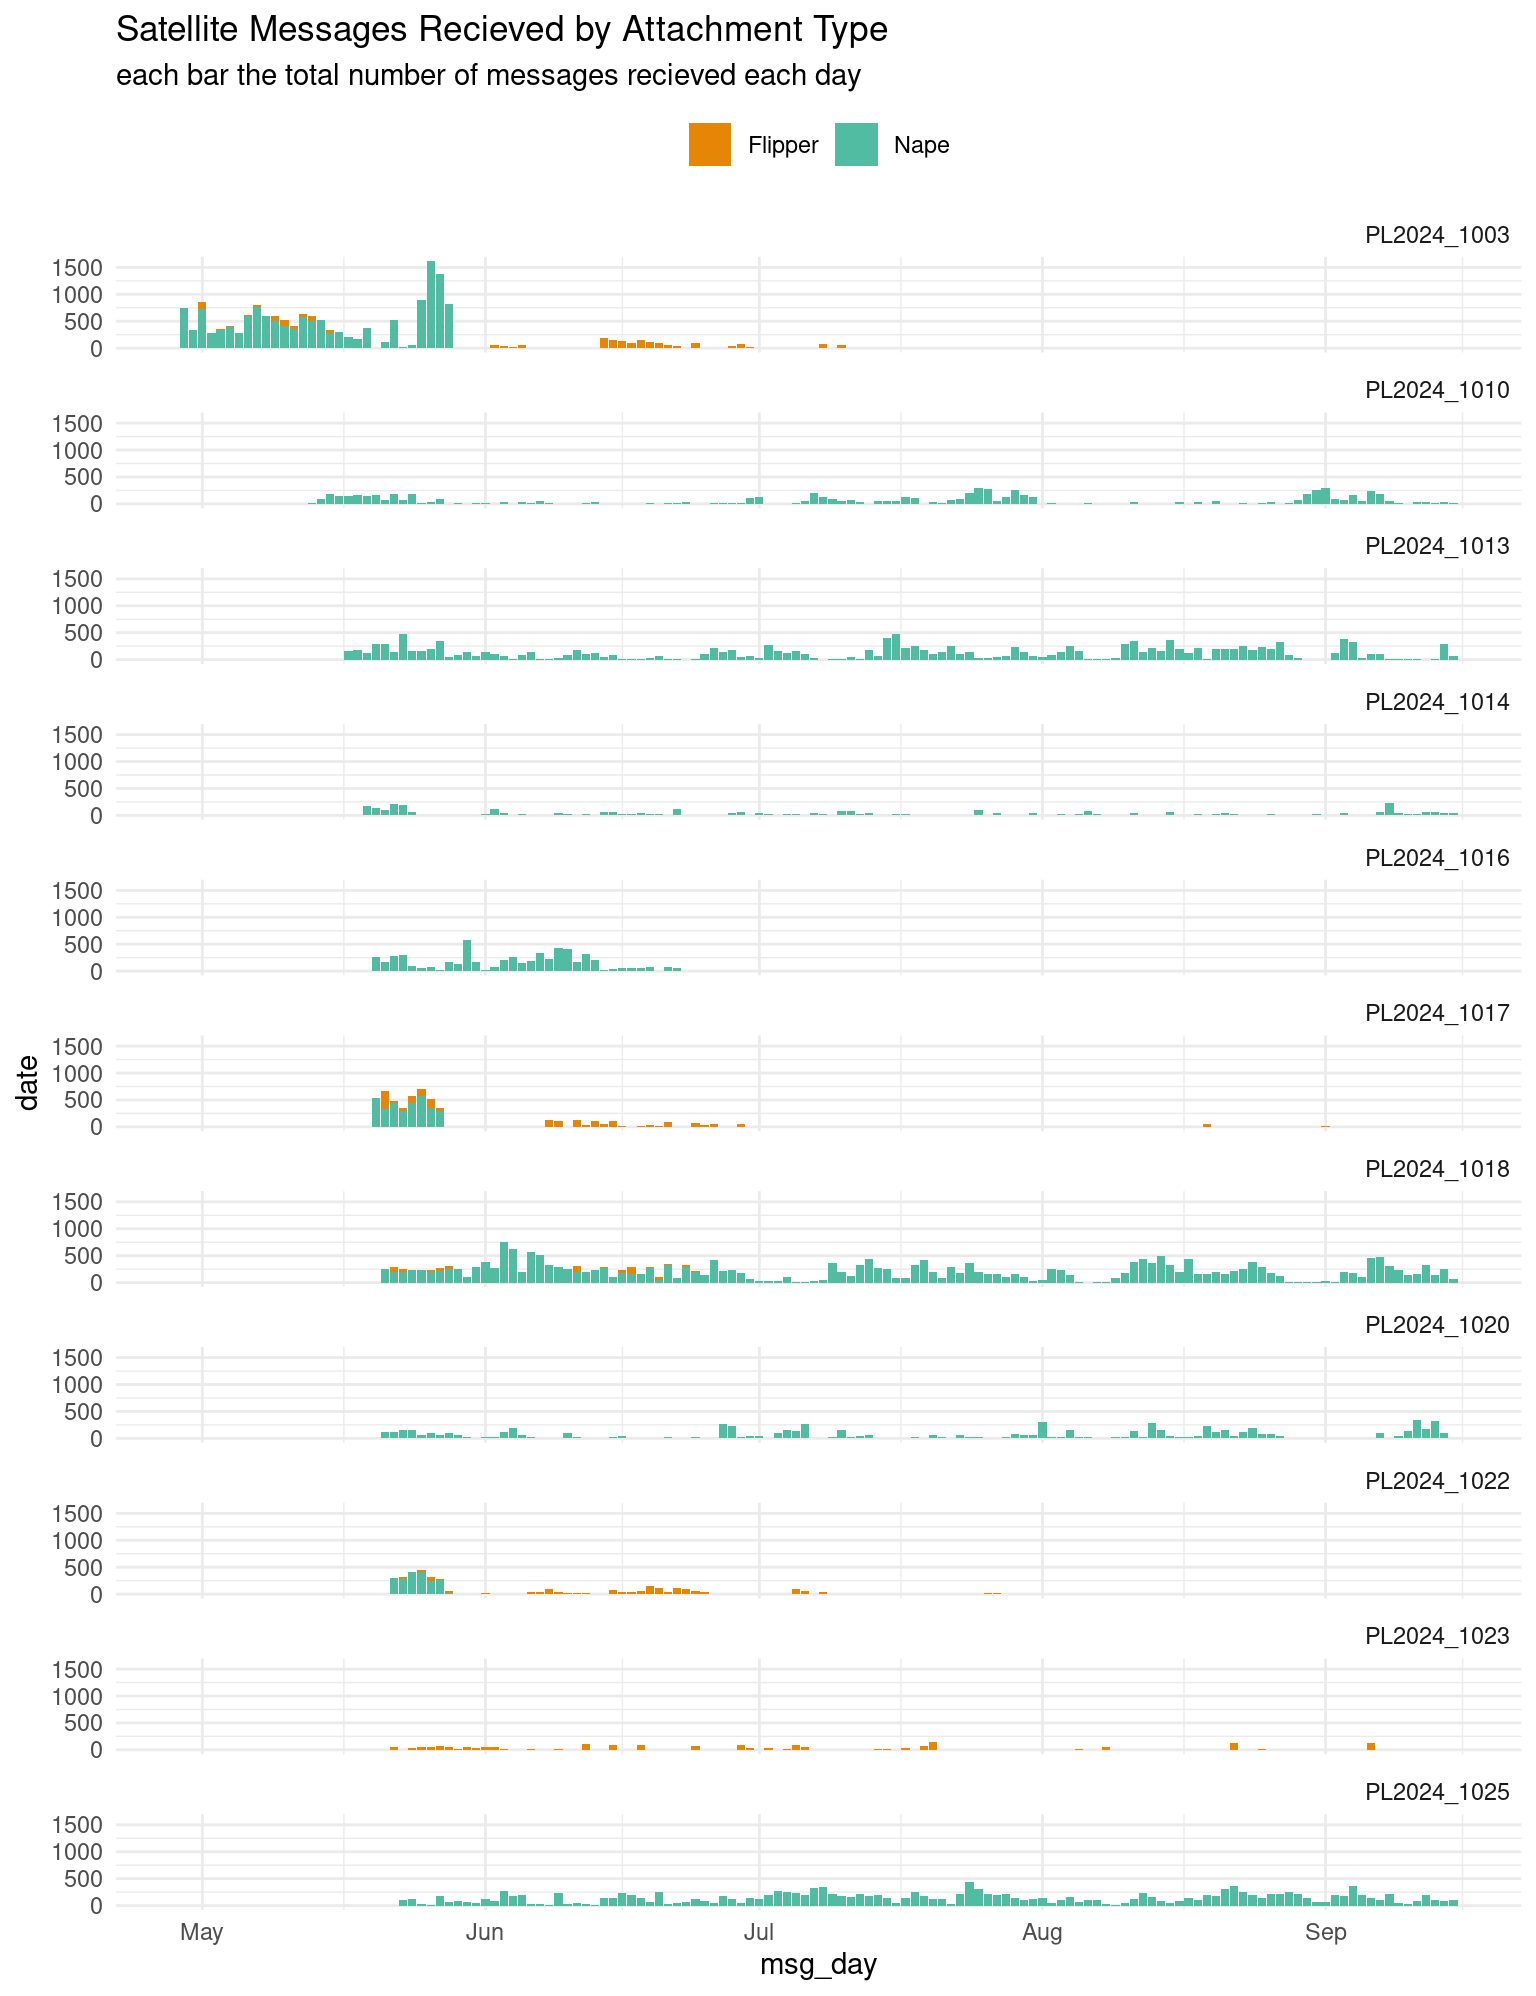 Satellite Messages Recieved by Attachment Type
each bar the total number of messages recieved each day
Flipper Nape
PL2024_1003
1500
1000
500
0
PL2024_1010
1500
1000
500
0
PL2024_1013
1500
1000
500
0
PL2024_1014
1500
1000
500
0
PL2024_1016
1500
1000
500
0
PL2024_1017
1500
1000
500
0
date
PL2024_1018
1500
1000
500
0
PL2024_1020
1500
1000
500
0
PL2024_1022
1500
1000
500
0
PL2024_1023
1500
1000
500
0
PL2024_1025
1500
1000
500
0
May Jun Jul Aug Sep
msg_day